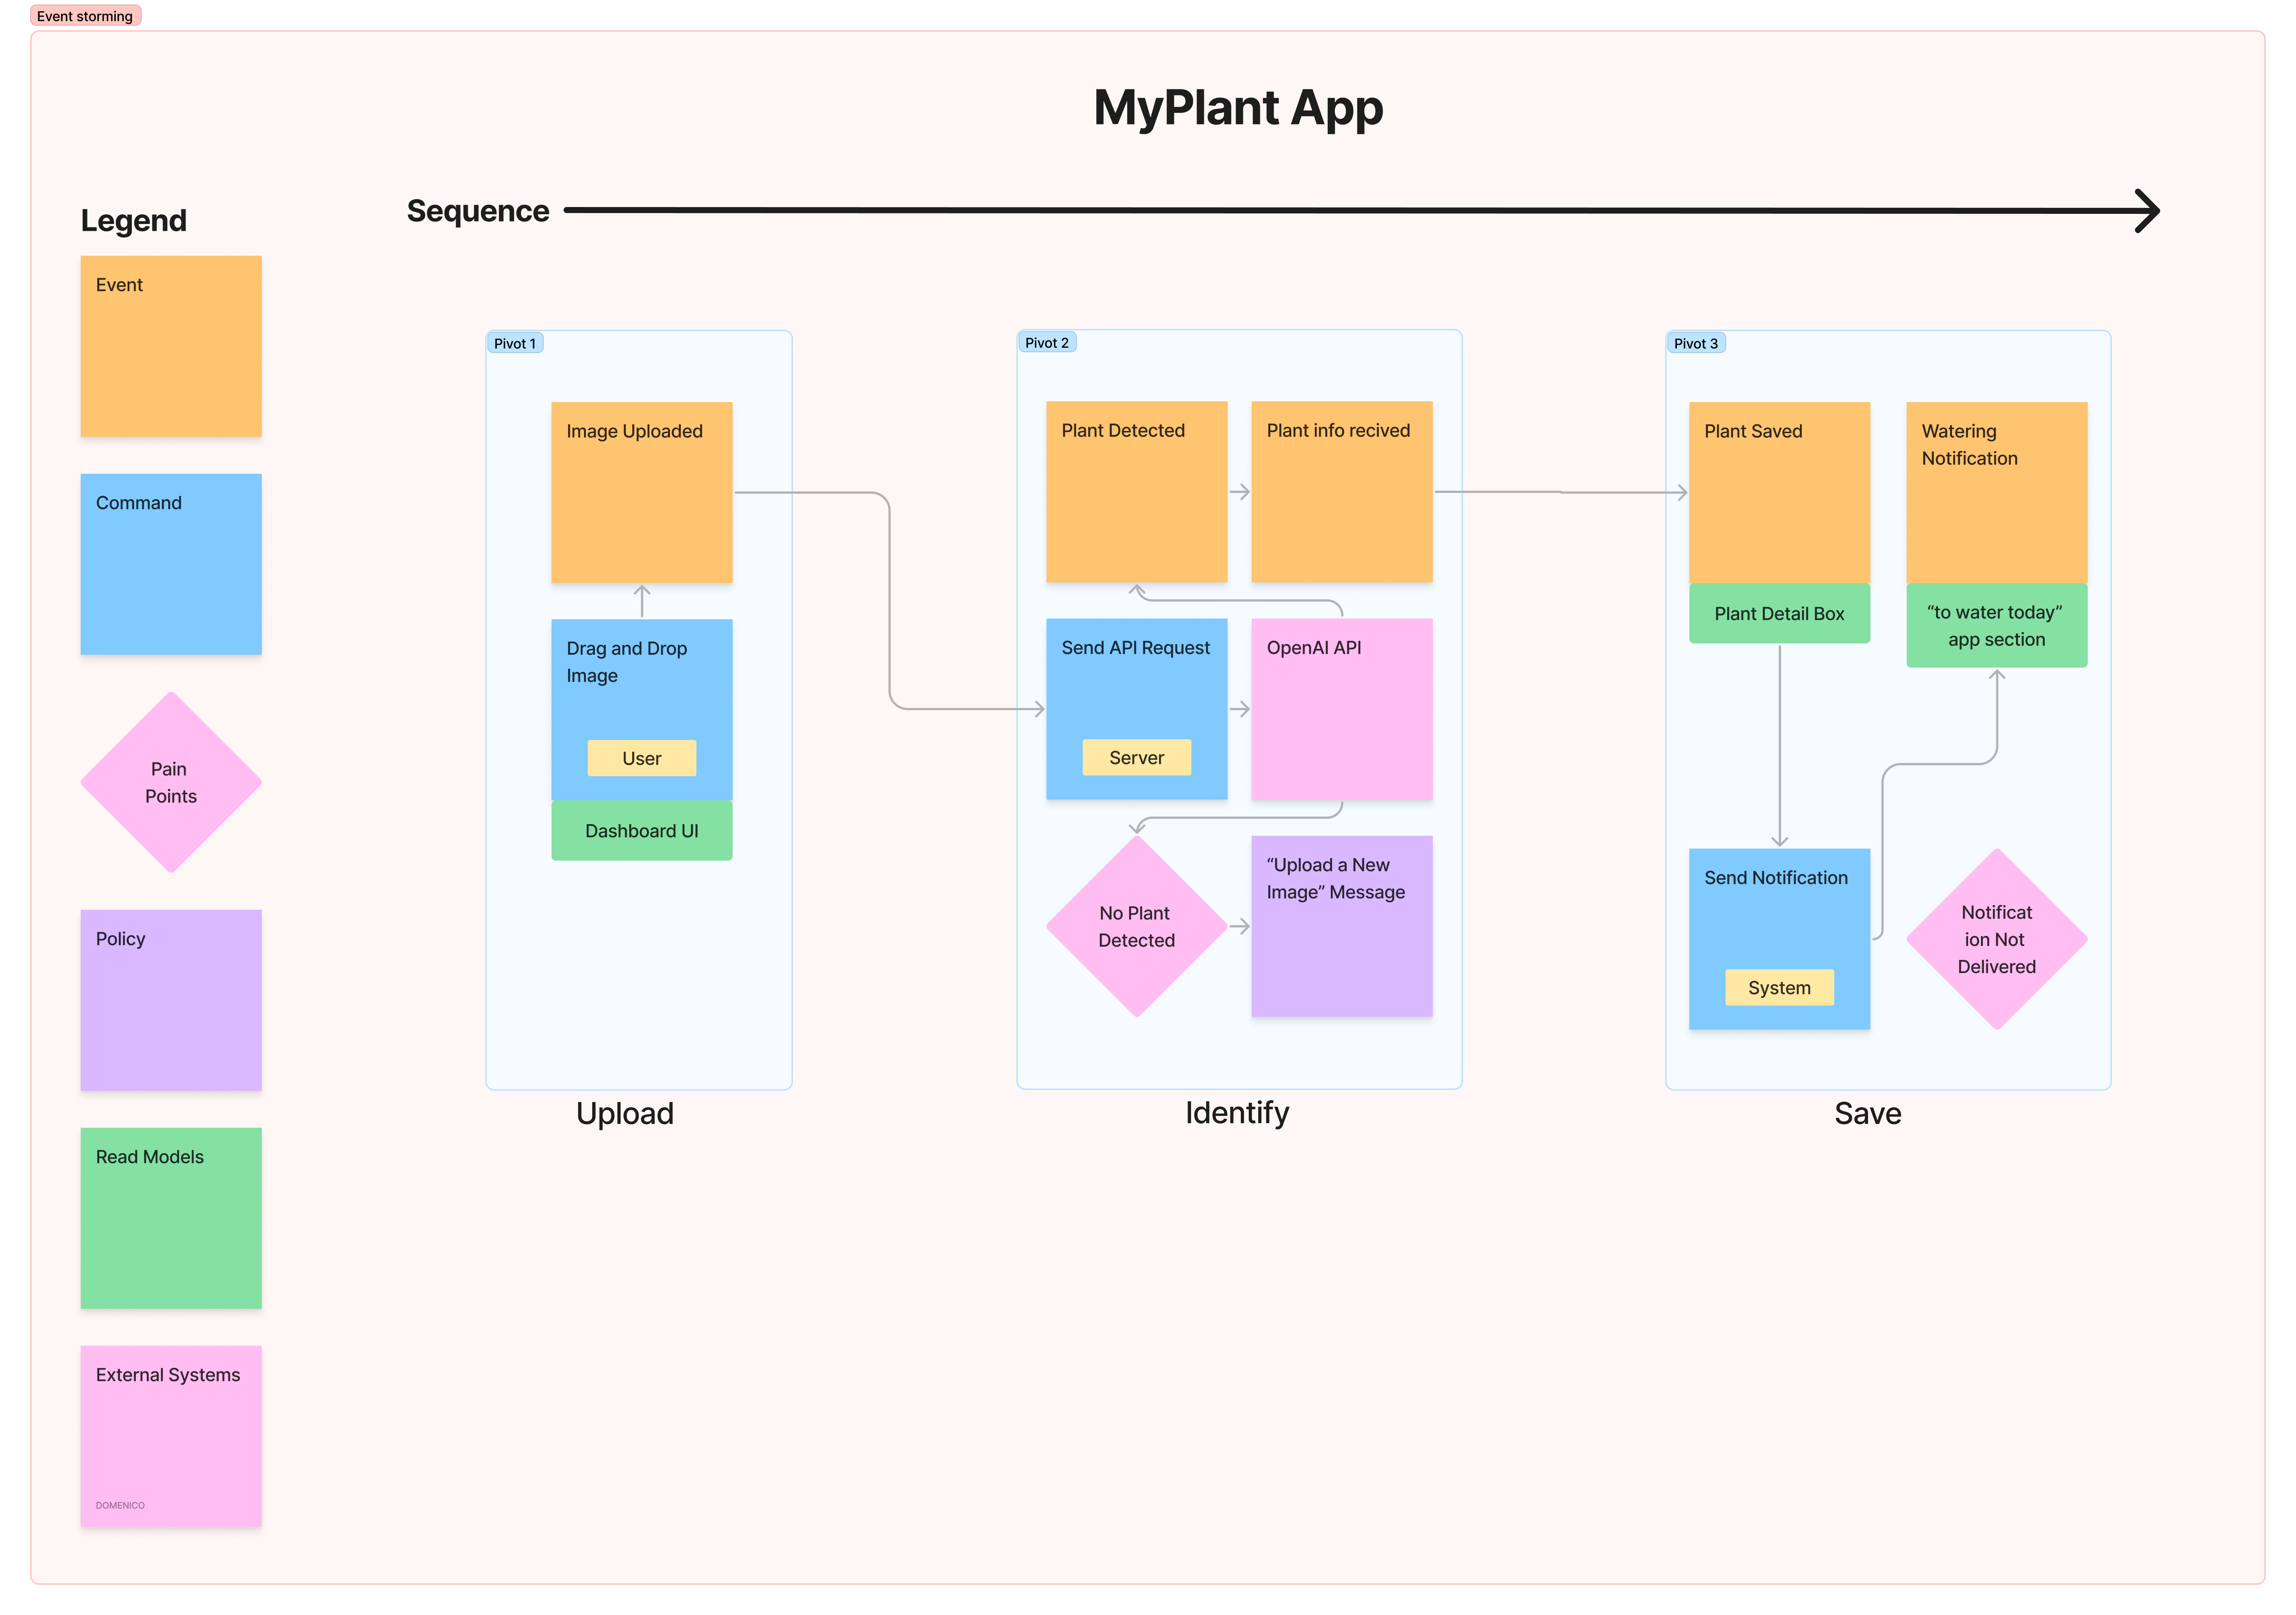 Event storming
MyPlant App
Sequence
Legend
Event
Command
Pain
Points
Policy
Read Models
External Systems
DOMENICO
Pivot 1
Image Uploaded
Drag and Drop
Image
User
Dashboard UI
Upload
Pivot 2
Plant Detected
Plant info recived
Send API Request
Server
OpenAI API
No Plant
Detected
“Upload a New
Image” Message
Identify
Pivot 3
Plant Saved
Plant Detail Box
Watering
Notification
“to water today”
app section
Send Notification
System
Notificat
ion Not
Delivered
Save